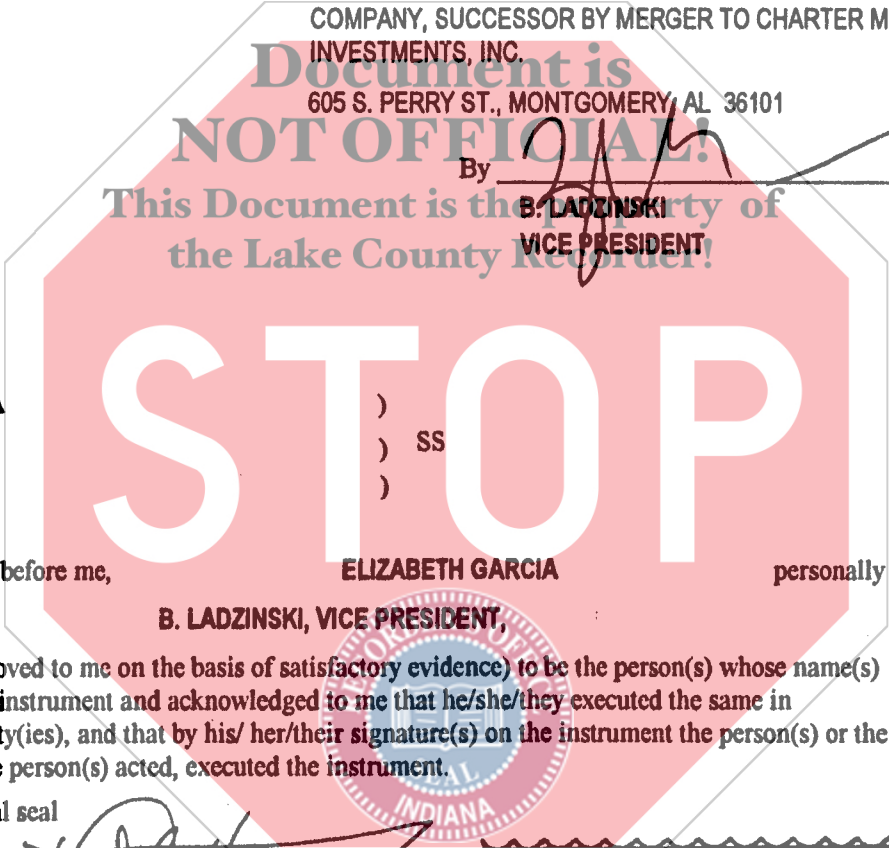 COMPANY, SUCCESSOR BY MERGER TO CHARTER M
INVESTMENTS, INC.
Document is
605 S. PERRY ST., MONTGOMERY, AL 36101
NOT OFFICIAL!
By
This Document is the property of
B. LADZINSKI
the Lake County Recorder!
VICE PRESIDENT
STOP
)
) SS
)
before me, ELIZABETH GARCIA personally
B. LADZINSKI, VICE PRESIDENT,
oved to me on the basis of satisfactory evidence) to be the person(s) whose name(s)
instrument and acknowledged to me that he/she/they executed the same in
ty(ies), and that by his/ her/their signature(s) on the instrument the person(s) or the
e person(s) acted, executed the instrument.
al seal
SEAL
INDIANA